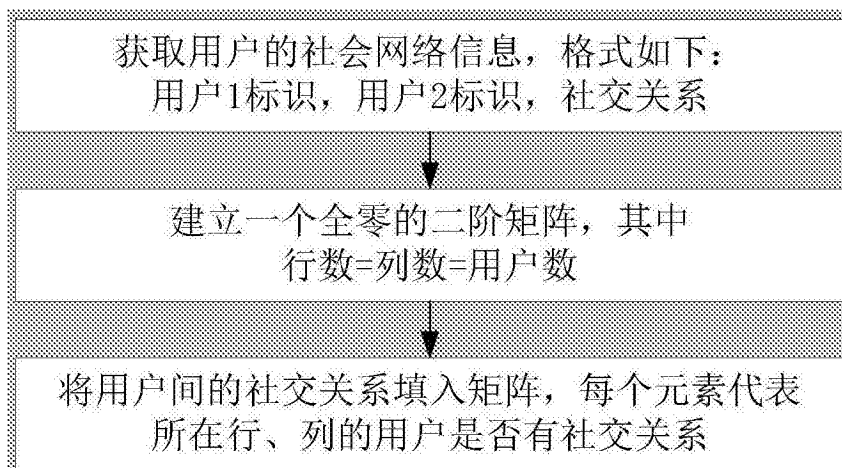 获取用户的社会网络信息，格式如下：
用户1标识，用户2标识，社交关系
建立一个全零的二阶矩阵，其中
行数=列数=用户数
将用户间的社交关系填入矩阵，每个元素代表
所在行、列的用户是否有社交关系